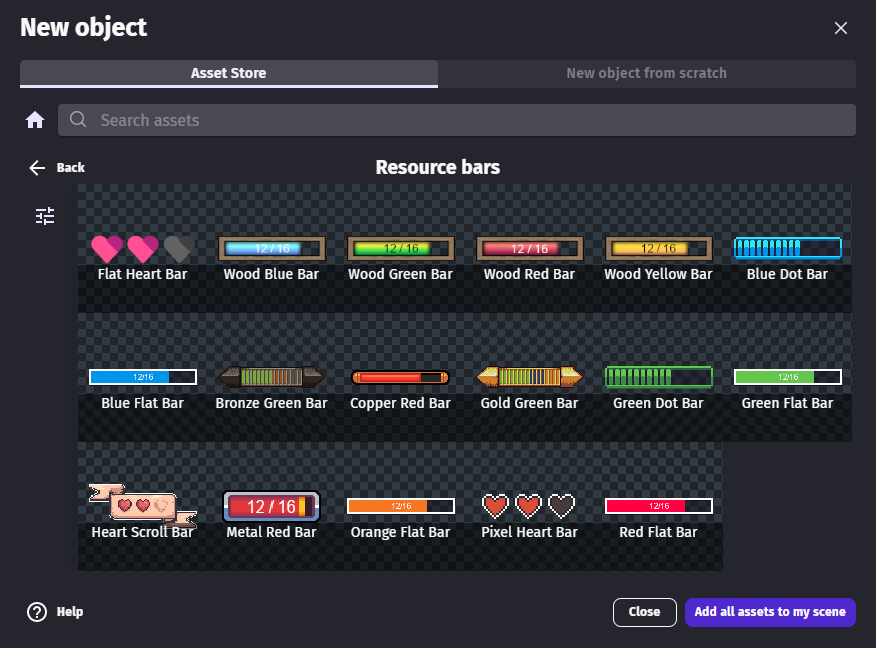 New object
Asset Store
New object from scratch
Search assets
Back
Resource bars
12 / 16
12 / 16
12 / 16
12 / 16
Flat Heart Bar
Wood Blue Bar
Wood Green Bar
Wood Red Bar
Wood Yellow Bar
Blue Dot Bar
12/16
12/16
Blue Flat Bar
Bronze Green Bar
Copper Red Bar
Gold Green Bar
Green Dot Bar
Green Flat Bar
12 / 16
12/16
12/16
Heart Scroll Bar
Metal Red Bar
Orange Flat Bar
Pixel Heart Bar
Red Flat Bar
? Help
Close
Add all assets to my scene